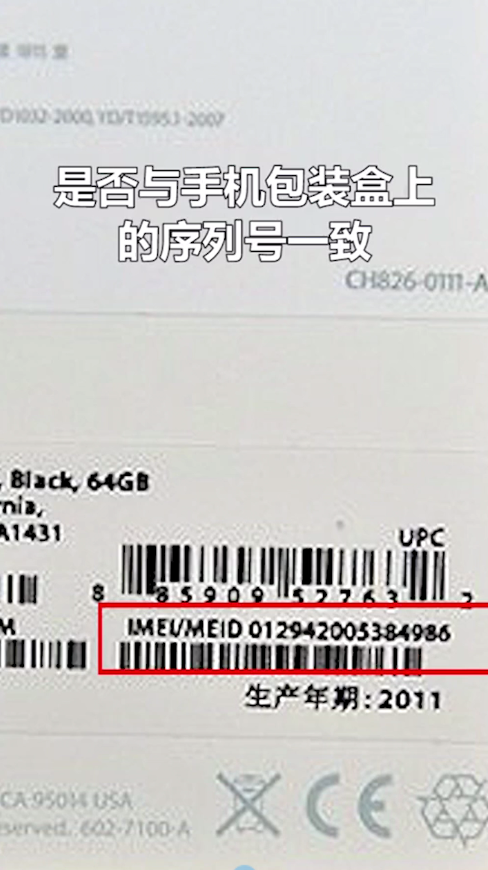 D1032-2000, YD/T1595.1-2007
是否与手机包装盒上
的序列号一致
CH826-0111-A
, Black, 64GB
rnia,
A1431
UPC
8 85909 52763 2
M
IMEI/MEID 012942005384986
生产年期：2011
CA 95014 USA
eserved. 602-7100-A
CE